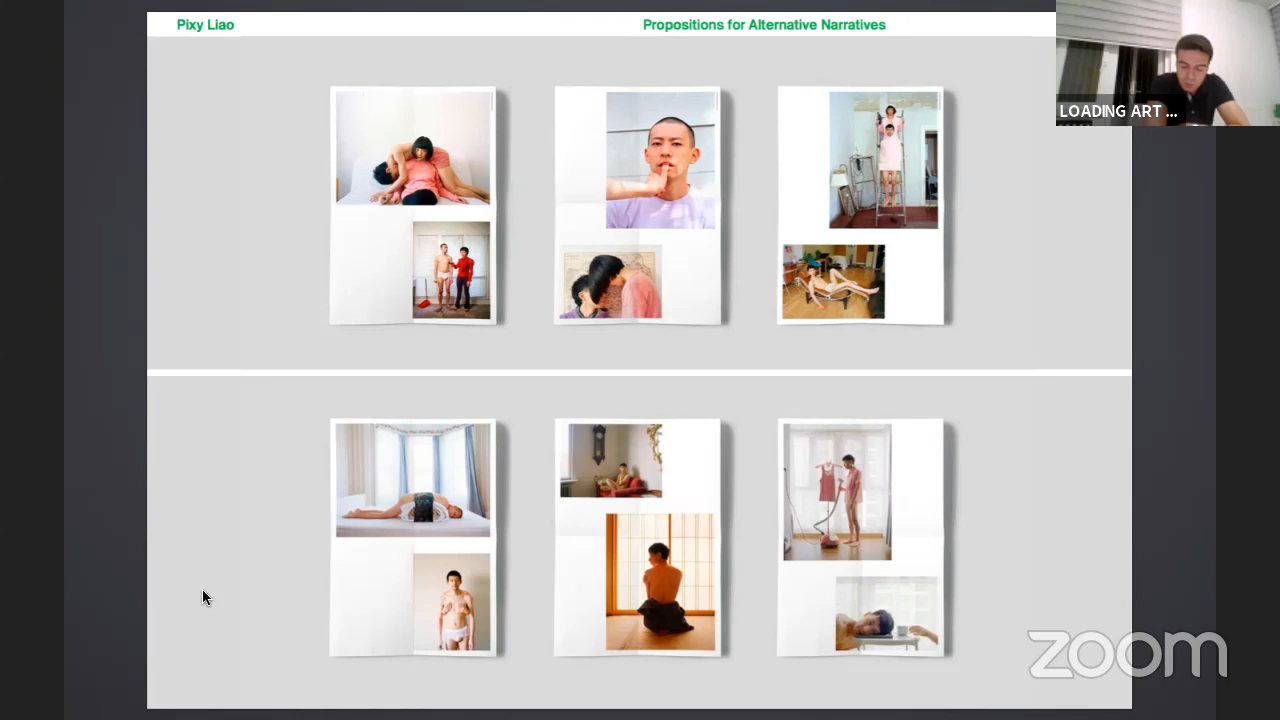 Pixy Liao
Propositions for Alternative Narratives
LOADING ART ...
zoom